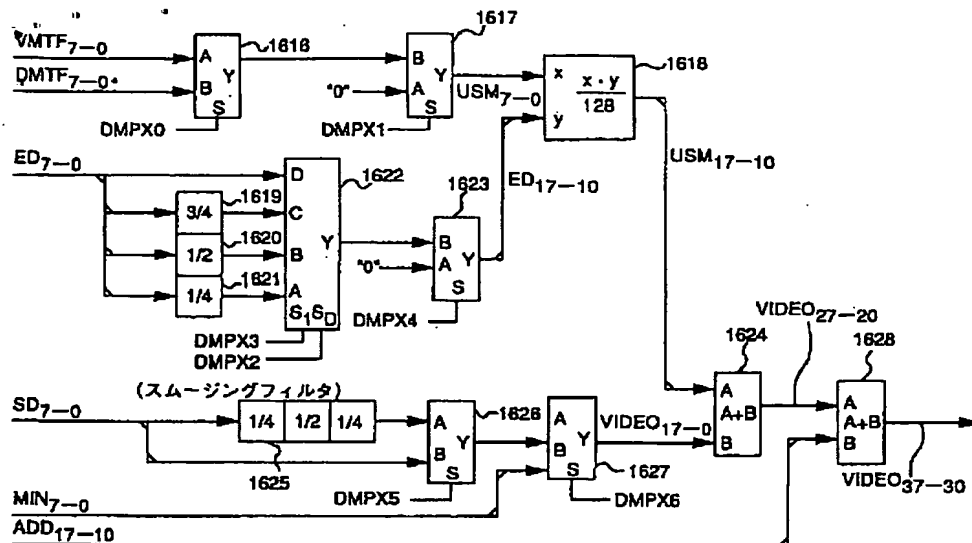 VMTF7-0
DMTF7-0*
A
B
Y
S
1616
DMPX0
"0"
B
A
Y
S
1617
DMPX1
USM7-0
x
y
x・y
128
1618
USM17-10
ED7-0
3/4
1619
1/2
1620
1/4
1621
D
C
B
A
Y
S1SD
1622
DMPX3
DMPX2
"0"
B
A
Y
S
1623
DMPX4
ED17-10
(スムージングフィルタ)
SD7-0
1/4 1/2 1/4
1625
A
B
Y
S
1626
DMPX5
A
B
Y
S
1627
DMPX6
VIDEO17-0
1624
A
A+B
B
VIDEO27-20
1628
A
A+B
B
VIDEO37-30
MIN7-0
ADD17-10